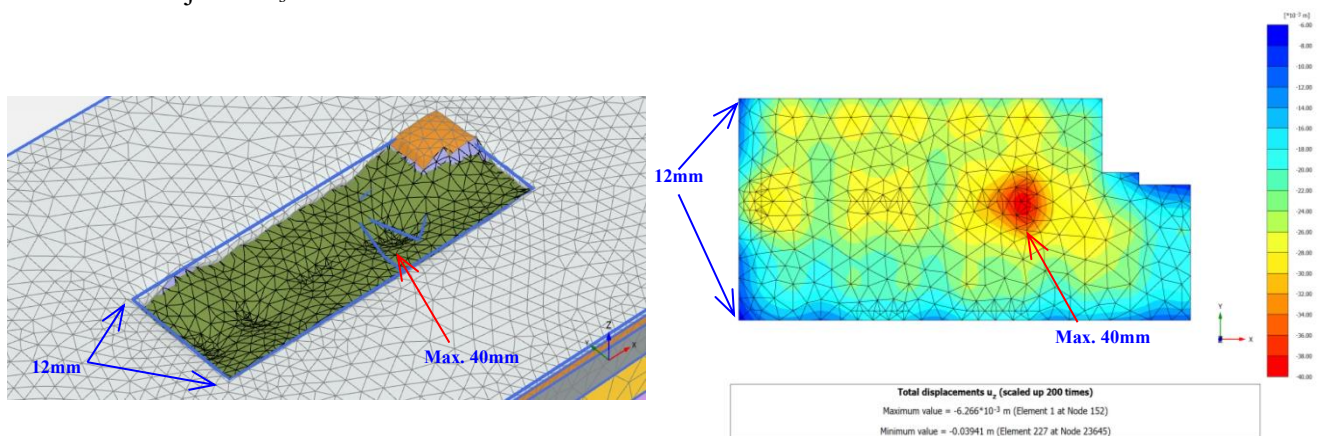 12mm
Max. 40mm
Z
X
12mm
Max. 40mm
Y
X
[*10-3 m]
-6.00
-8.00
-10.00
-12.00
-14.00
-16.00
-18.00
-20.00
-22.00
-24.00
-26.00
-28.00
-30.00
-32.00
-34.00
-36.00
-38.00
-40.00
Total displacements uz (scaled up 200 times)
Maximum value = -6.266*10-3 m (Element 1 at Node 152)
Minimum value = -0.03941 m (Element 227 at Node 23645)